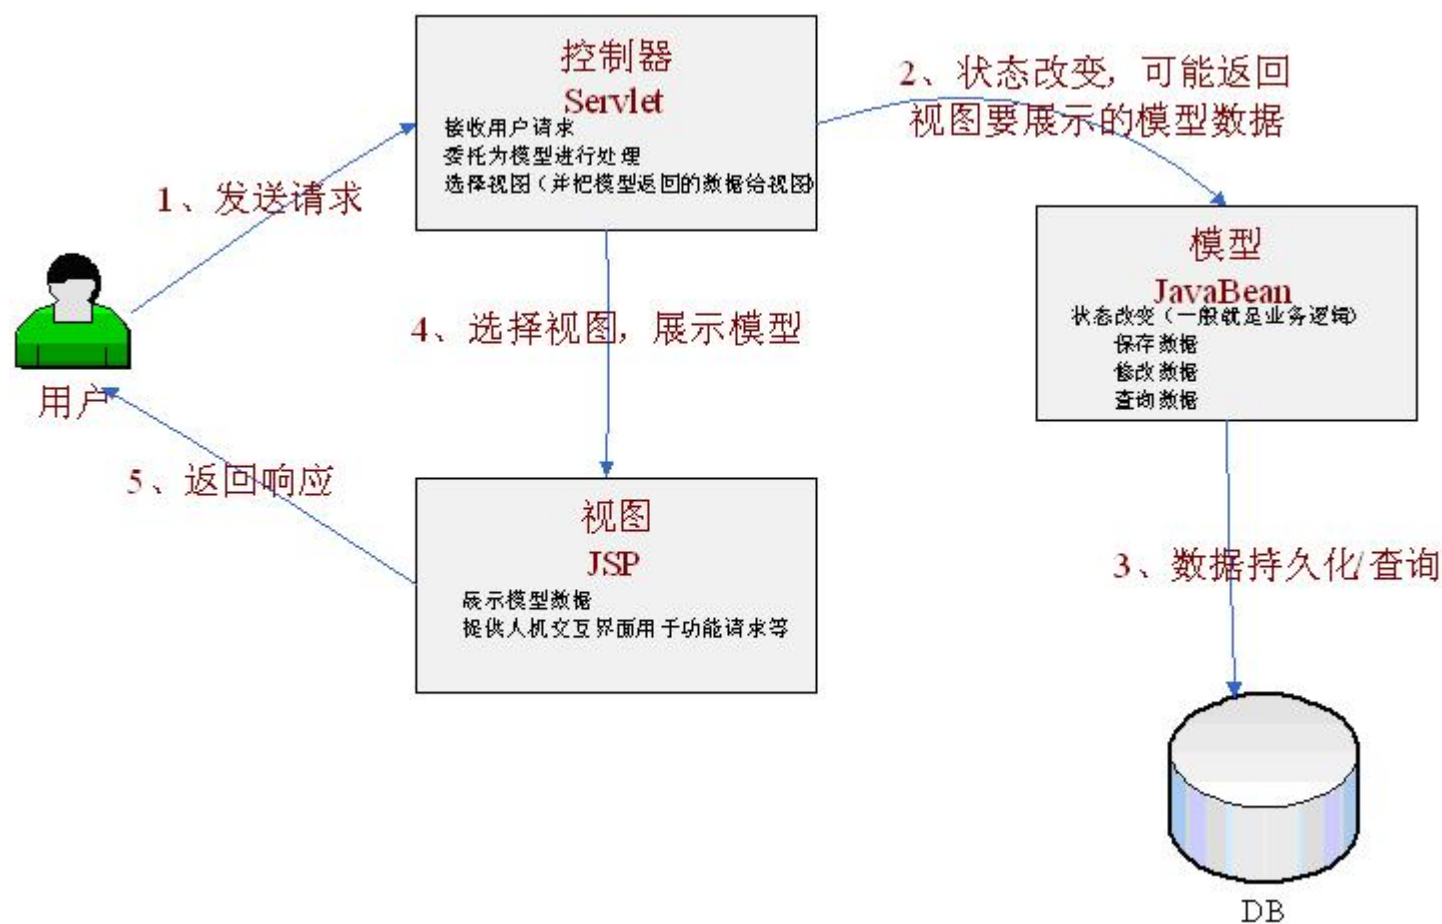 控制器
Servlet
接收用户请求
委托为模型进行处理
选择视图（并把模型返回的数据给视图）
2、状态改变, 可能返回
视图要展示的模型数据
1、发送请求
模型
JavaBean
状态改变（一般就是业务逻辑）
保存数据
修改数据
查询数据
4、选择视图, 展示模型
用户
5、返回响应
视图
JSP
展示模型数据
提供人机交互界面用于功能请求等
3、数据持久化/查询
DB